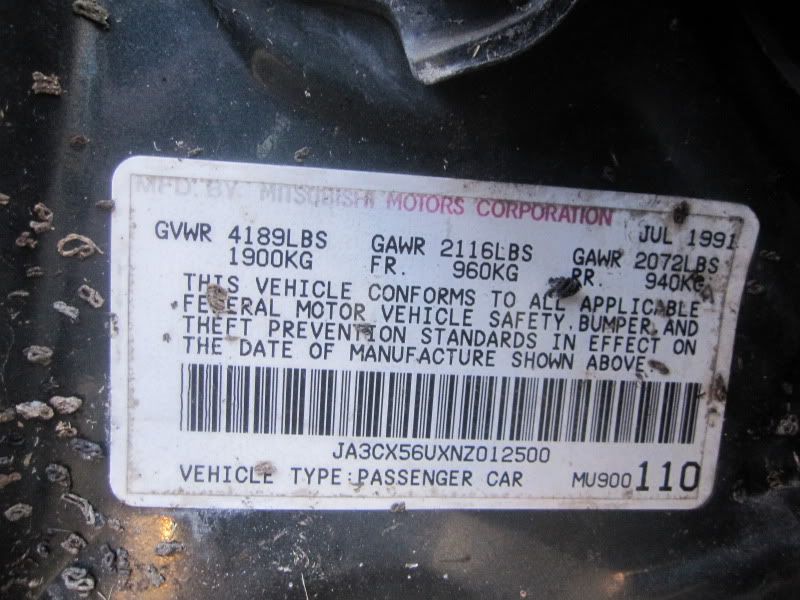 MFD. BY. MITSUBISHI MOTORS CORPORATION JUL 1991
GVWR 4189LBS GAWR 2116LBS GAWR 2072LBS
1900KG FR. 960KG RR. 940KG
THIS VEHICLE CONFORMS TO ALL APPLICABLE
FEDERAL MOTOR VEHICLE SAFETY, BUMPER, AND
THEFT PREVENTION STANDARDS IN EFFECT ON
THE DATE OF MANUFACTURE SHOWN ABOVE.
JA3CX56UXNZ012500
VEHICLE TYPE:PASSENGER CAR MU900110